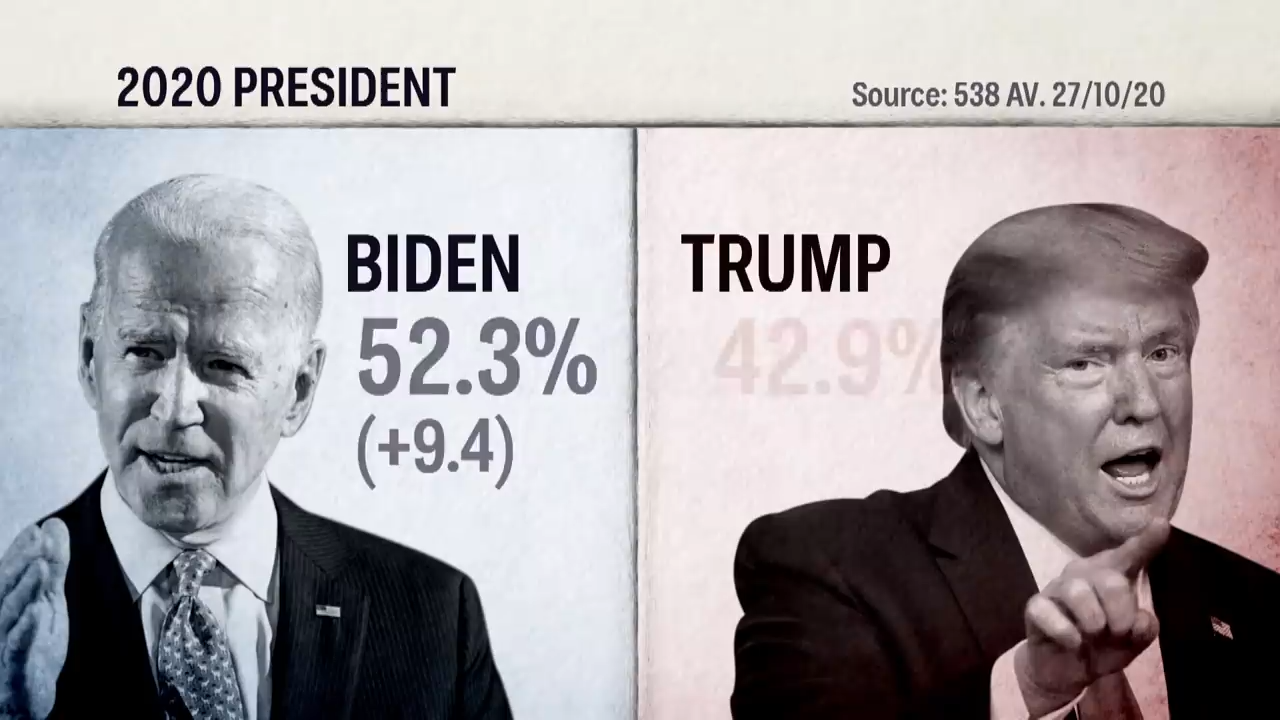 2020 PRESIDENT
Source: 538 AV. 27/10/20
BIDEN
52.3%
(+9.4)
TRUMP
42.9%